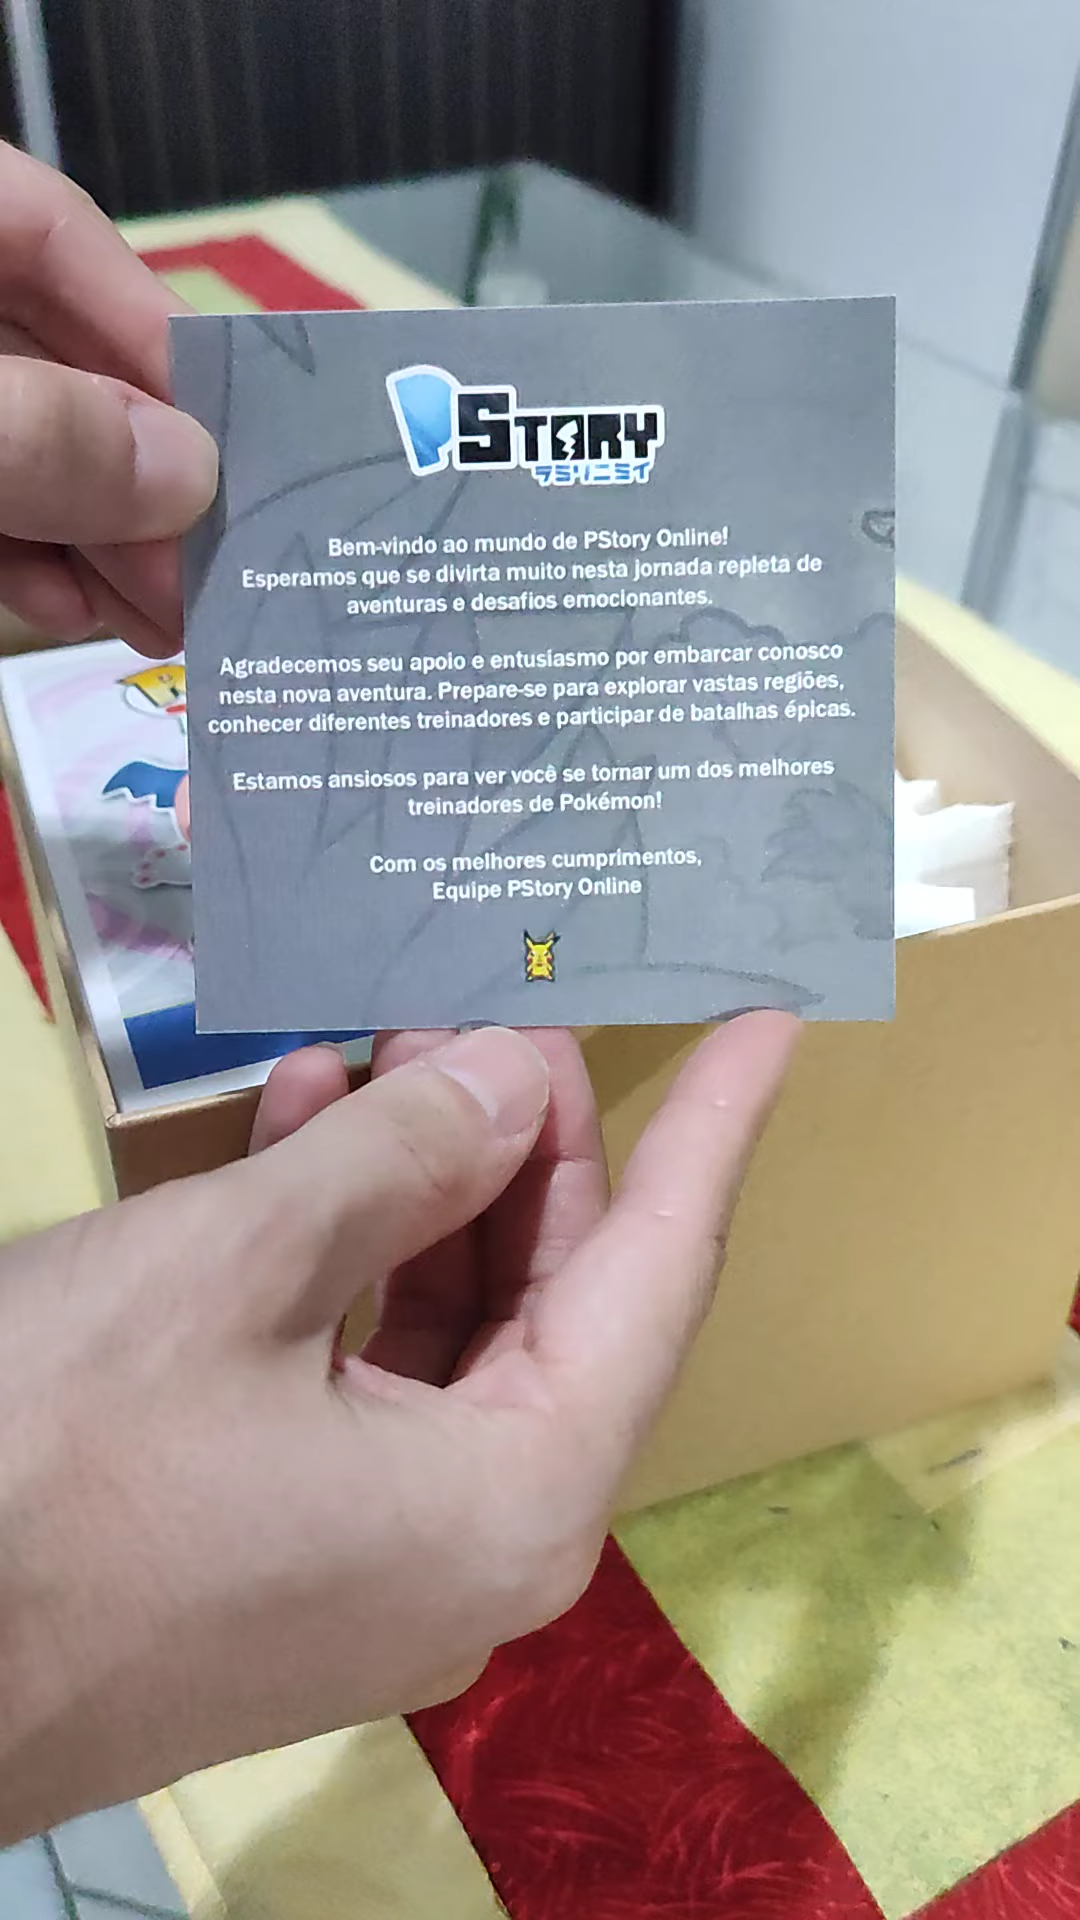 PSTORY
Bem-vindo ao mundo de PStory Online!
Esperamos que se divirta muito nesta jornada repleta de
aventuras e desafios emocionantes.
Agradecemos seu apoio e entusiasmo por embarcar conosco
nesta nova aventura. Prepare-se para explorar vastas regiões,
conhecer diferentes treinadores e participar de batalhas épicas.
Estamos ansiosos para ver você se tornar um dos melhores
treinadores de Pokémon!
Com os melhores cumprimentos,
Equipe PStory Online